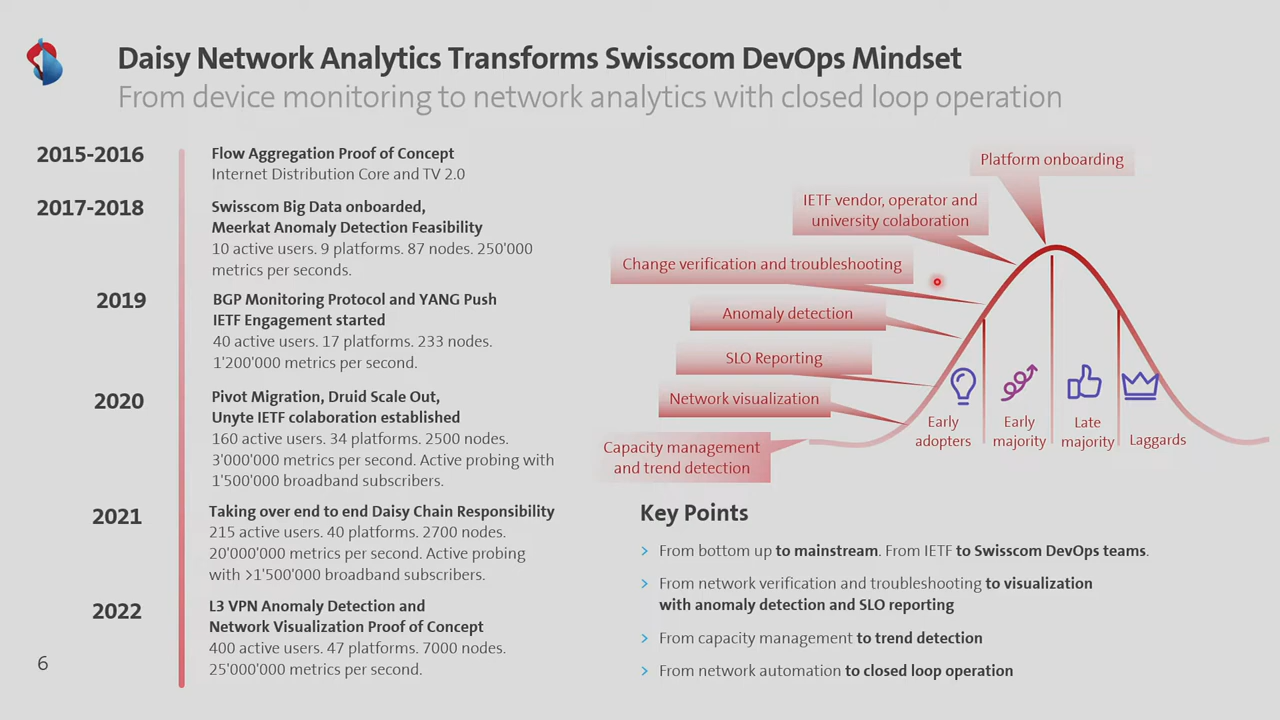 Daisy Network Analytics Transforms Swisscom DevOps Mindset
From device monitoring to network analytics with closed loop operation
2015-2016
Flow Aggregation Proof of Concept
Internet Distribution Core and TV 2.0
2017-2018
Swisscom Big Data onboarded,
Meerkat Anomaly Detection Feasibility
10 active users. 9 platforms. 87 nodes. 250'000
metrics per seconds.
2019
BGP Monitoring Protocol and YANG Push
IETF Engagement started
40 active users. 17 platforms. 233 nodes.
1'200'000 metrics per second.
2020
Pivot Migration, Druid Scale Out,
Unyte IETF colaboration established
160 active users. 34 platforms. 2500 nodes.
3'000'000 metrics per second. Active probing with
1'500'000 broadband subscribers.
2021
Taking over end to end Daisy Chain Responsibility
215 active users. 40 platforms. 2700 nodes.
20'000'000 metrics per second. Active probing
with >1'500'000 broadband subscribers.
2022
L3 VPN Anomaly Detection and
Network Visualization Proof of Concept
400 active users. 47 platforms. 7000 nodes.
25'000'000 metrics per second.
6
Platform onboarding
IETF vendor, operator and
university colaboration
Change verification and troubleshooting
Anomaly detection
SLO Reporting
Network visualization
Capacity management
and trend detection
Early
adopters
Early
majority
Late
majority
Laggards
Key Points
> From bottom up to mainstream. From IETF to Swisscom DevOps teams.
> From network verification and troubleshooting to visualization
with anomaly detection and SLO reporting
> From capacity management to trend detection
> From network automation to closed loop operation